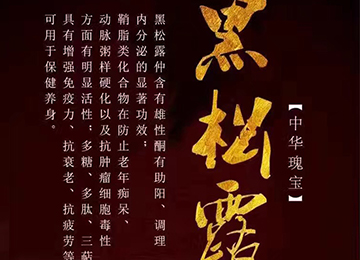 黑松露
【中华瑰宝】
黑松露仲含有雄性酮有助阳、调理
内分泌的显著功效；
鞘脂类化合物在防止老年痴呆、
动脉粥样硬化以及抗肿瘤细胞毒性
方面有明显活性；多糖、多肽、三萜
具有增强免疫力、抗衰老、抗疲劳等
可用于保健养身。